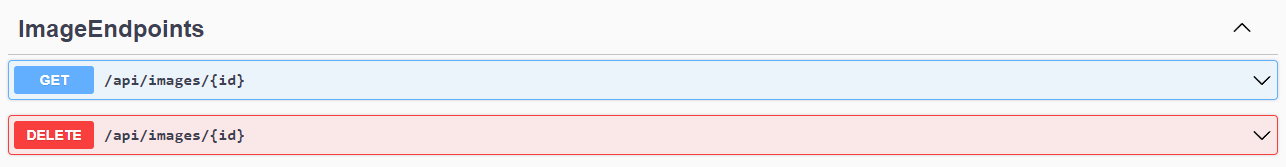 ImageEndpoints
GET /api/images/{id}
DELETE /api/images/{id}